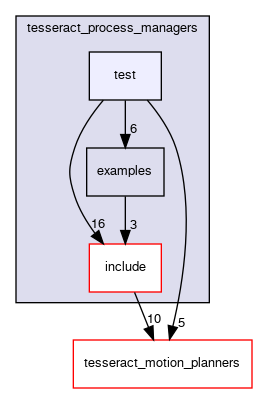 tesseract_process_managers
test
6
examples
16
3
include
10
5
tesseract_motion_planners